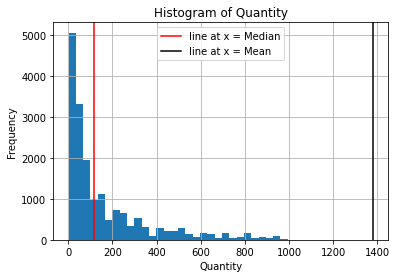 Histogram of Quantity
line at x = Median
line at x = Mean
5000
4000
3000
2000
1000
0
Frequency
0 200 400 600 800 1000 1200 1400
Quantity